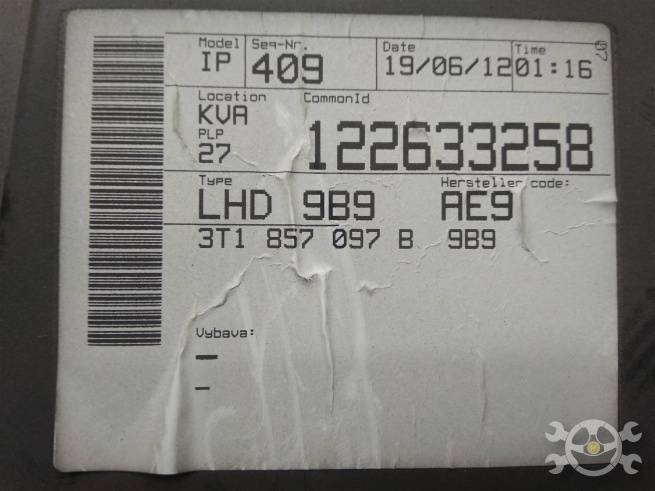 Model Seq-Nr. Date Time 07
IP 409 19/06/12 01:16
Location CommonId
KVA
PLP 122633258
27
Type Hersteller code:
LHD 9B9 AE9
3T1 857 097 B 9B9
Vybava:
–
–